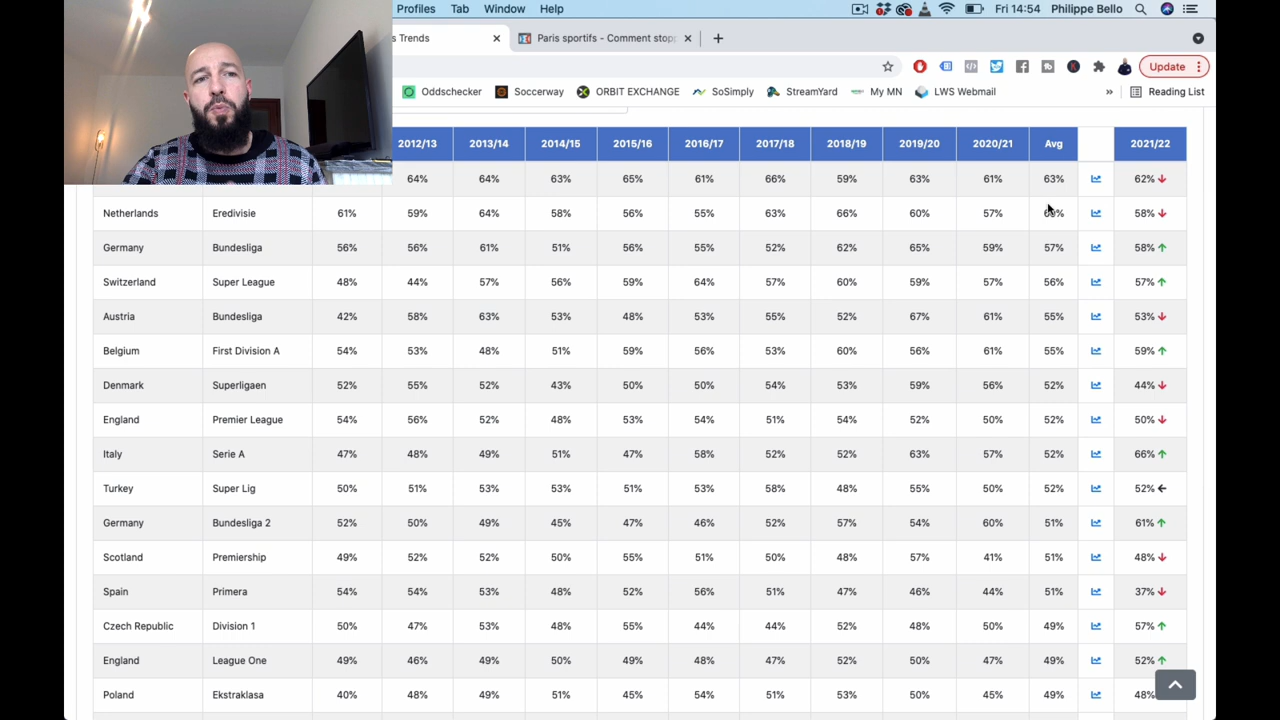 Profiles Tab Window Help Fri 14:54 Philippe Bello
s Trends Paris sportifs - Comment stop
Update
Oddschecker Soccerway ORBIT EXCHANGE SoSimply StreamYard My MN LWS Webmail » Reading List
2012/13 2013/14 2014/15 2015/16 2016/17 2017/18 2018/19 2019/20 2020/21 Avg 2021/22
64% 64% 63% 65% 61% 66% 59% 63% 61% 63% 62%
Netherlands Eredivisie 61% 59% 64% 58% 56% 55% 63% 66% 60% 57% 58%
Germany Bundesliga 56% 56% 61% 51% 56% 55% 52% 62% 65% 59% 57% 58%
Switzerland Super League 48% 44% 57% 56% 59% 64% 57% 60% 59% 57% 56% 57%
Austria Bundesliga 42% 58% 63% 53% 48% 53% 55% 52% 67% 61% 55% 53%
Belgium First Division A 54% 53% 48% 51% 59% 56% 53% 60% 56% 61% 55% 59%
Denmark Superligaen 52% 55% 52% 43% 50% 50% 54% 53% 59% 56% 52% 44%
England Premier League 54% 56% 52% 48% 53% 54% 51% 54% 52% 50% 52% 50%
Italy Serie A 47% 48% 49% 51% 47% 58% 52% 52% 63% 57% 52% 66%
Turkey Super Lig 50% 51% 53% 53% 51% 53% 58% 48% 55% 50% 52% 52%
Germany Bundesliga 2 52% 50% 49% 45% 47% 46% 52% 57% 54% 60% 51% 61%
Scotland Premiership 49% 52% 52% 50% 55% 51% 50% 48% 57% 41% 51% 48%
Spain Primera 54% 54% 53% 48% 52% 56% 51% 47% 46% 44% 51% 37%
Czech Republic Division 1 50% 47% 53% 48% 55% 44% 44% 52% 48% 50% 49% 57%
England League One 49% 46% 49% 50% 49% 48% 47% 52% 50% 47% 49% 52%
Poland Ekstraklasa 40% 48% 49% 51% 45% 54% 51% 53% 50% 45% 49% 48%